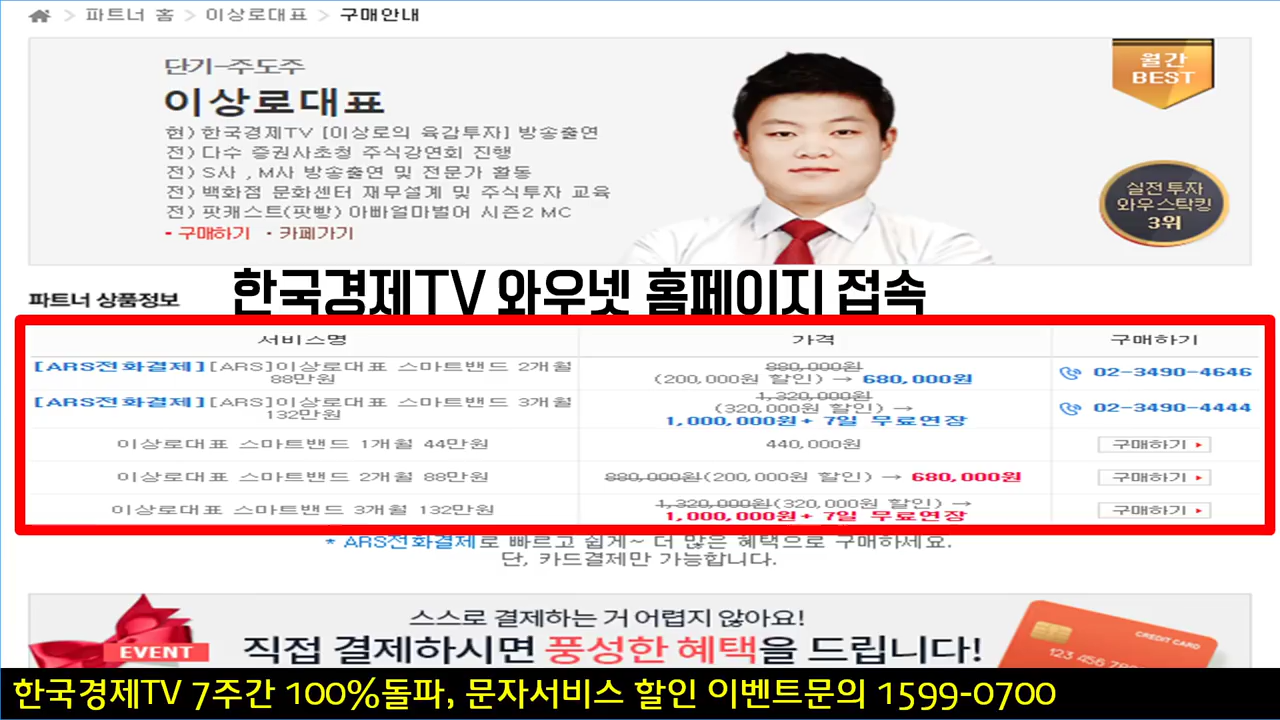 파트너 홈 > 이상로대표 > 구매안내
단기-주도주
이상로대표
현) 한국경제TV [이상로의 육감투자] 방송출연
전) 다수 증권사초청 주식강연회 진행
전) S사 , M사 방송출연 및 전문가 활동
전) 백화점 문화센터 재무설계 및 주식투자 교육
전) 팟캐스트(팟빵) 아빠얼마벌어 시즌2 MC
· 구매하기 · 카페가기
월간
BEST
실전투자
와우스탁킹
3위
파트너 상품정보
한국경제TV 와우넷 홈페이지 접속
서비스명 가격 구매하기
[ARS전화결제][ARS]이상로대표 스마트밴드 2개월
88만원
880,000원
(200,000원 할인) → 680,000원
02-3490-4646
[ARS전화결제][ARS]이상로대표 스마트밴드 3개월
132만원
1,320,000원
(320,000원 할인) →
1,000,000원+ 7일 무료연장
02-3490-4444
이상로대표 스마트밴드 1개월 44만원 440,000원 구매하기
이상로대표 스마트밴드 2개월 88만원 880,000원(200,000원 할인) → 680,000원 구매하기
이상로대표 스마트밴드 3개월 132만원
1,320,000원(320,000원 할인) →
1,000,000원+ 7일 무료연장
구매하기
* ARS전화결제로 빠르고 쉽게~ 더 많은 혜택으로 구매하세요.
단, 카드결제만 가능합니다.
EVENT
스스로 결제하는 거 어렵지 않아요!
직접 결제하시면 풍성한 혜택을 드립니다!
CREDIT CARD
한국경제TV 7주간 100%돌파, 문자서비스 할인 이벤트문의 1599-0700